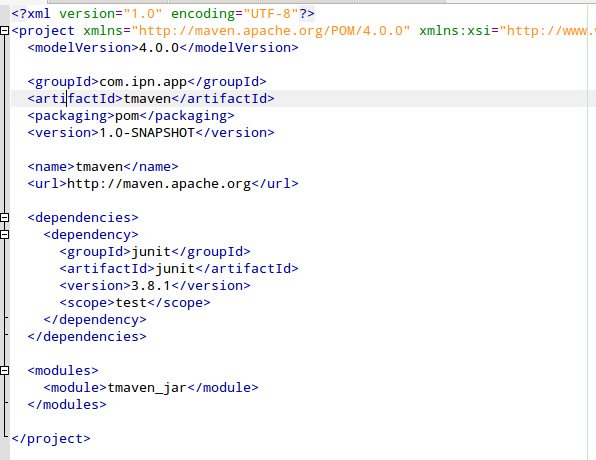 <?xml version="1.0" encoding="UTF-8"?>
<project xmlns="http://maven.apache.org/POM/4.0.0" xmlns:xsi="http://www.
<modelVersion>4.0.0</modelVersion>
<groupId>com.ipn.app</groupId>
<artifactId>tmaven</artifactId>
<packaging>pom</packaging>
<version>1.0-SNAPSHOT</version>
<name>tmaven</name>
<url>http://maven.apache.org</url>
<dependencies>
<dependency>
<groupId>junit</groupId>
<artifactId>junit</artifactId>
<version>3.8.1</version>
<scope>test</scope>
</dependency>
</dependencies>
<modules>
<module>tmaven_jar</module>
</modules>
</project>